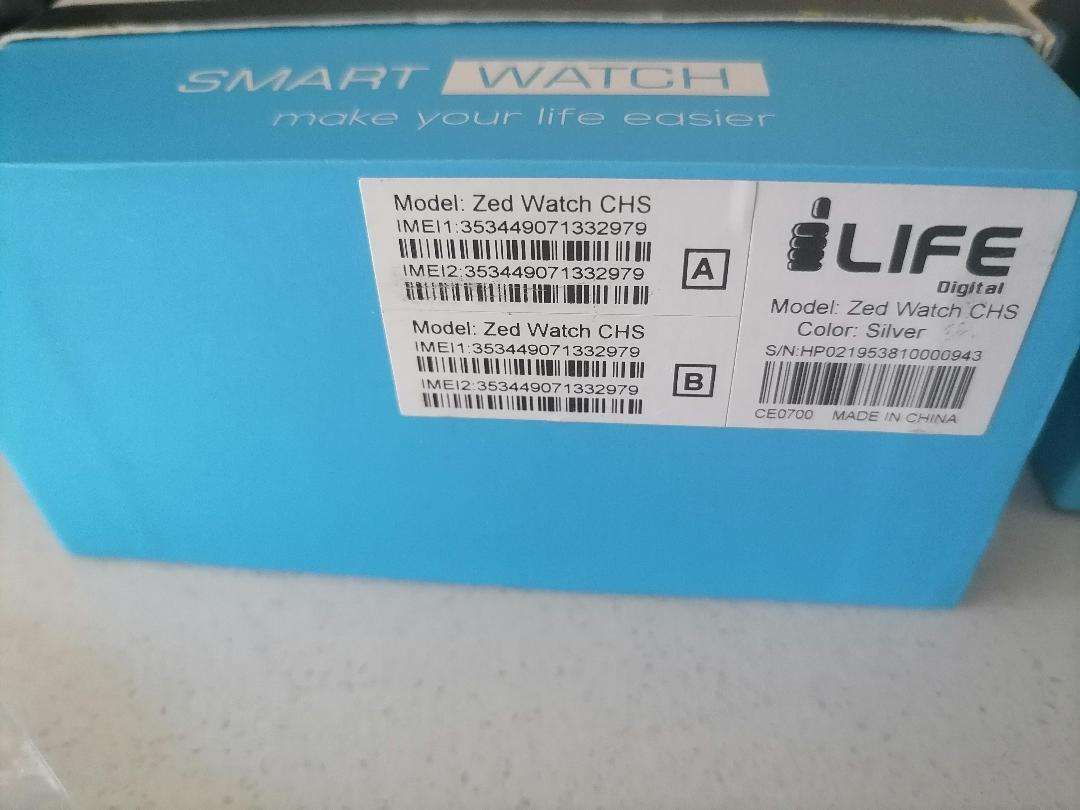 SMART WATCH
make your life easier
Model: Zed Watch CHS
IMEI1:353449071332979
IMEI2:353449071332979
A
Model: Zed Watch CHS
IMEI1:353449071332979
IMEI2:353449071332979
B
iLIFE
Digital
Model: Zed Watch CHS
Color: Silver
S/N:HP021953810000943
CE0700 MADE IN CHINA